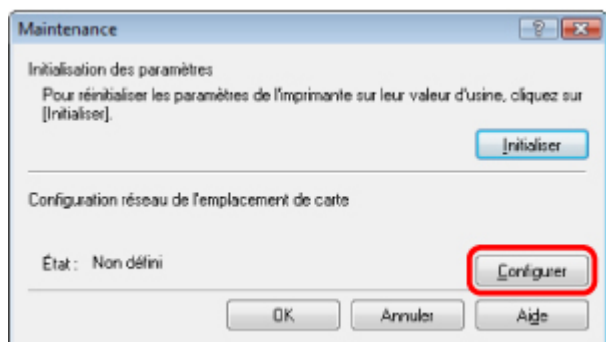 Maintenance
Initialisation des paramètres
Pour réinitialiser les paramètres de l'imprimante sur leur valeur d'usine, cliquez sur
[Initialiser].
Initialiser
Configuration réseau de l'emplacement de carte
État : Non défini
Configurer
OK Annuler Aide